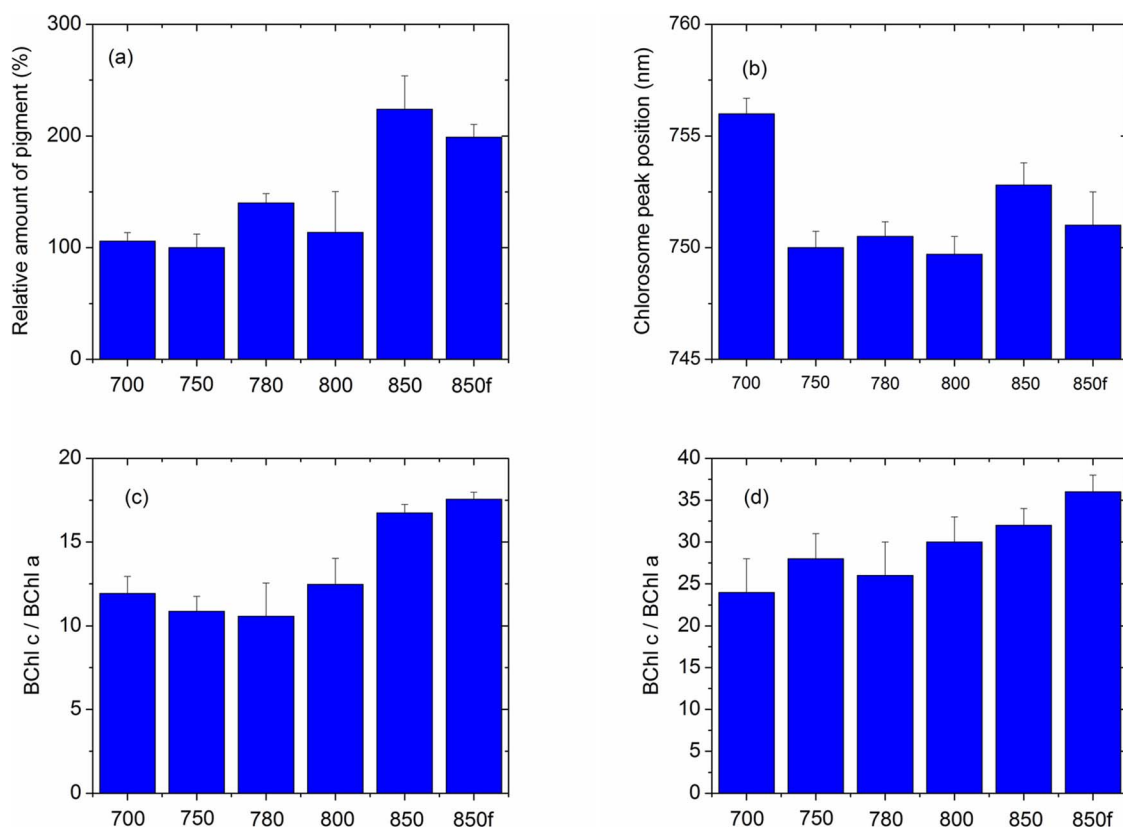 Relative amount of pigment (%)
(a)
300
200
100
0
700 750 780 800 850 850f
Chlorosome peak position (nm)
(b)
760
755
750
745
700 750 780 800 850 850f
BChl c / BChl a
(c)
20
15
10
5
0
700 750 780 800 850 850f
BChl c / BChl a
(d)
40
35
30
25
20
15
10
5
0
700 750 780 800 850 850f